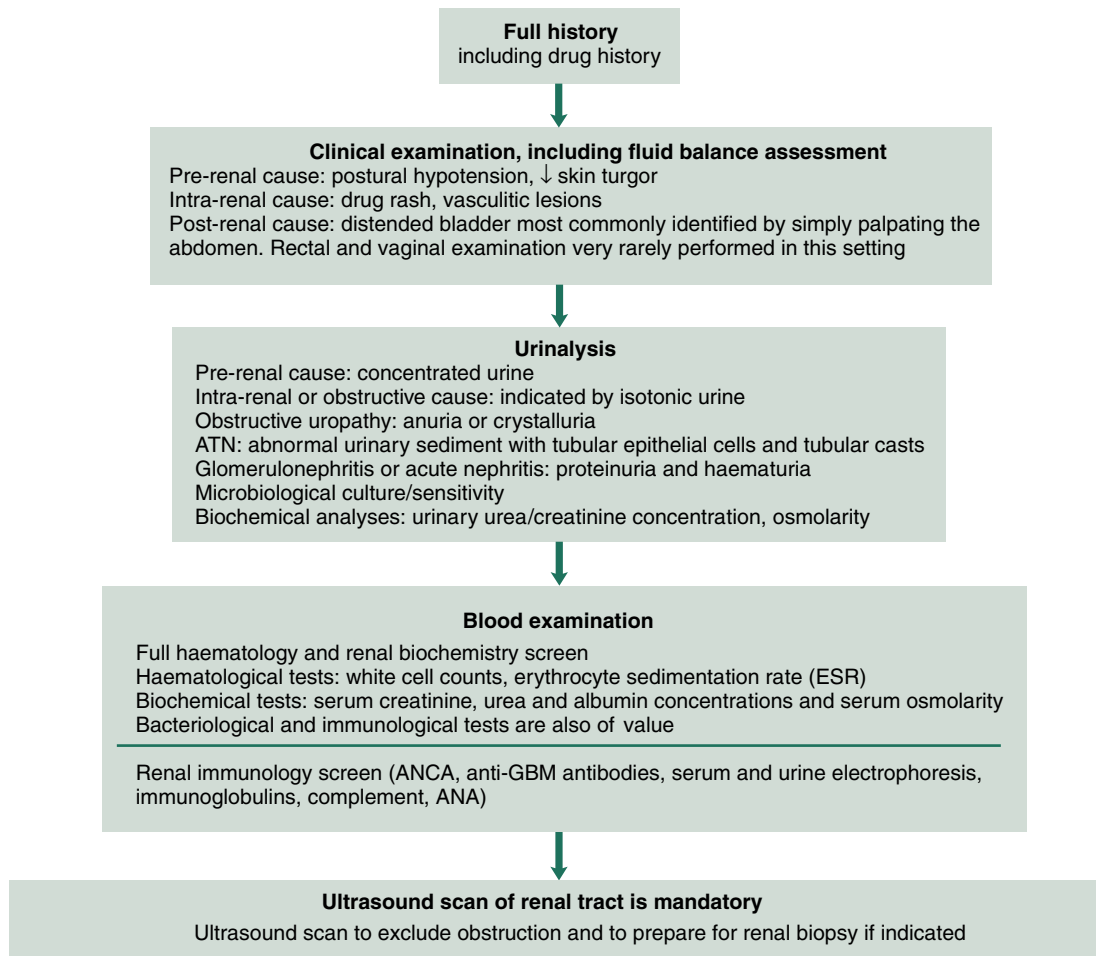 Full history
including drug history
Clinical examination, including fluid balance assessment
Pre-renal cause: postural hypotension, ↓ skin turgor
Intra-renal cause: drug rash, vasculitic lesions
Post-renal cause: distended bladder most commonly identified by simply palpating the
abdomen. Rectal and vaginal examination very rarely performed in this setting
Urinalysis
Pre-renal cause: concentrated urine
Intra-renal or obstructive cause: indicated by isotonic urine
Obstructive uropathy: anuria or crystalluria
ATN: abnormal urinary sediment with tubular epithelial cells and tubular casts
Glomerulonephritis or acute nephritis: proteinuria and haematuria
Microbiological culture/sensitivity
Biochemical analyses: urinary urea/creatinine concentration, osmolarity
Blood examination
Full haematology and renal biochemistry screen
Haematological tests: white cell counts, erythrocyte sedimentation rate (ESR)
Biochemical tests: serum creatinine, urea and albumin concentrations and serum osmolarity
Bacteriological and immunological tests are also of value
Renal immunology screen (ANCA, anti-GBM antibodies, serum and urine electrophoresis,
immunoglobulins, complement, ANA)
Ultrasound scan of renal tract is mandatory
Ultrasound scan to exclude obstruction and to prepare for renal biopsy if indicated